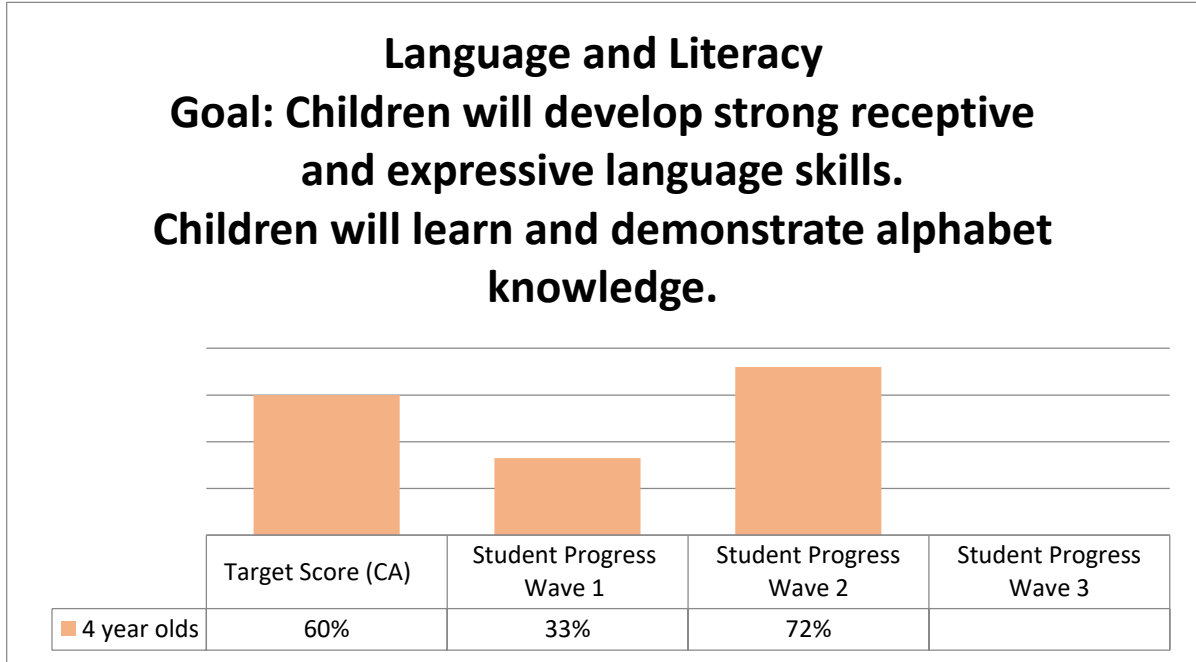 Language and Literacy
Goal: Children will develop strong receptive
and expressive language skills.
Children will learn and demonstrate alphabet
knowledge.
Target Score (CA)
Student Progress
Wave 1
Student Progress
Wave 2
Student Progress
Wave 3
4 year olds
60%
33%
72%